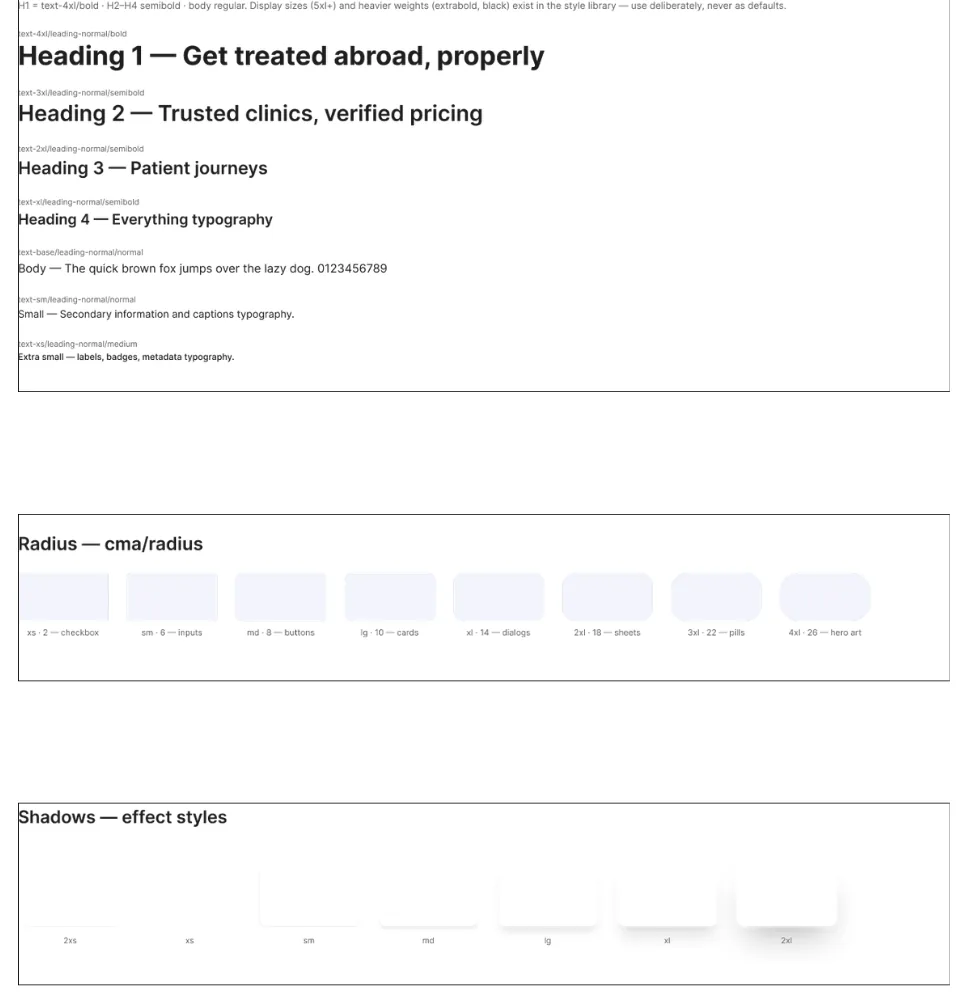 H1 = text-4xl/bold · H2–H4 semibold · body regular. Display sizes (5xl+) and heavier weights (extrabold, black) exist in the style library — use deliberately, never as defaults.
text-4xl/leading-normal/bold
Heading 1 — Get treated abroad, properly
text-3xl/leading-normal/semibold
Heading 2 — Trusted clinics, verified pricing
text-2xl/leading-normal/semibold
Heading 3 — Patient journeys
text-xl/leading-normal/semibold
Heading 4 — Everything typography
text-base/leading-normal/normal
Body — The quick brown fox jumps over the lazy dog. 0123456789
text-sm/leading-normal/normal
Small — Secondary information and captions typography.
text-xs/leading-normal/medium
Extra small — labels, badges, metadata typography.
Radius — cma/radius
xs · 2 — checkbox
sm · 6 — inputs
md · 8 — buttons
lg · 10 — cards
xl · 14 — dialogs
2xl · 18 — sheets
3xl · 22 — pills
4xl · 26 — hero art
Shadows — effect styles
2xs
xs
sm
md
lg
xl
2xl